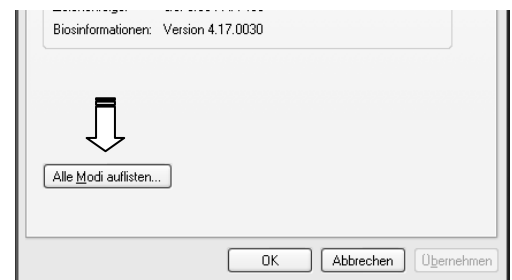 Biosinformationen: Version 4.17.0030
Alle Modi auflisten...
OK Abbrechen Übernehmen